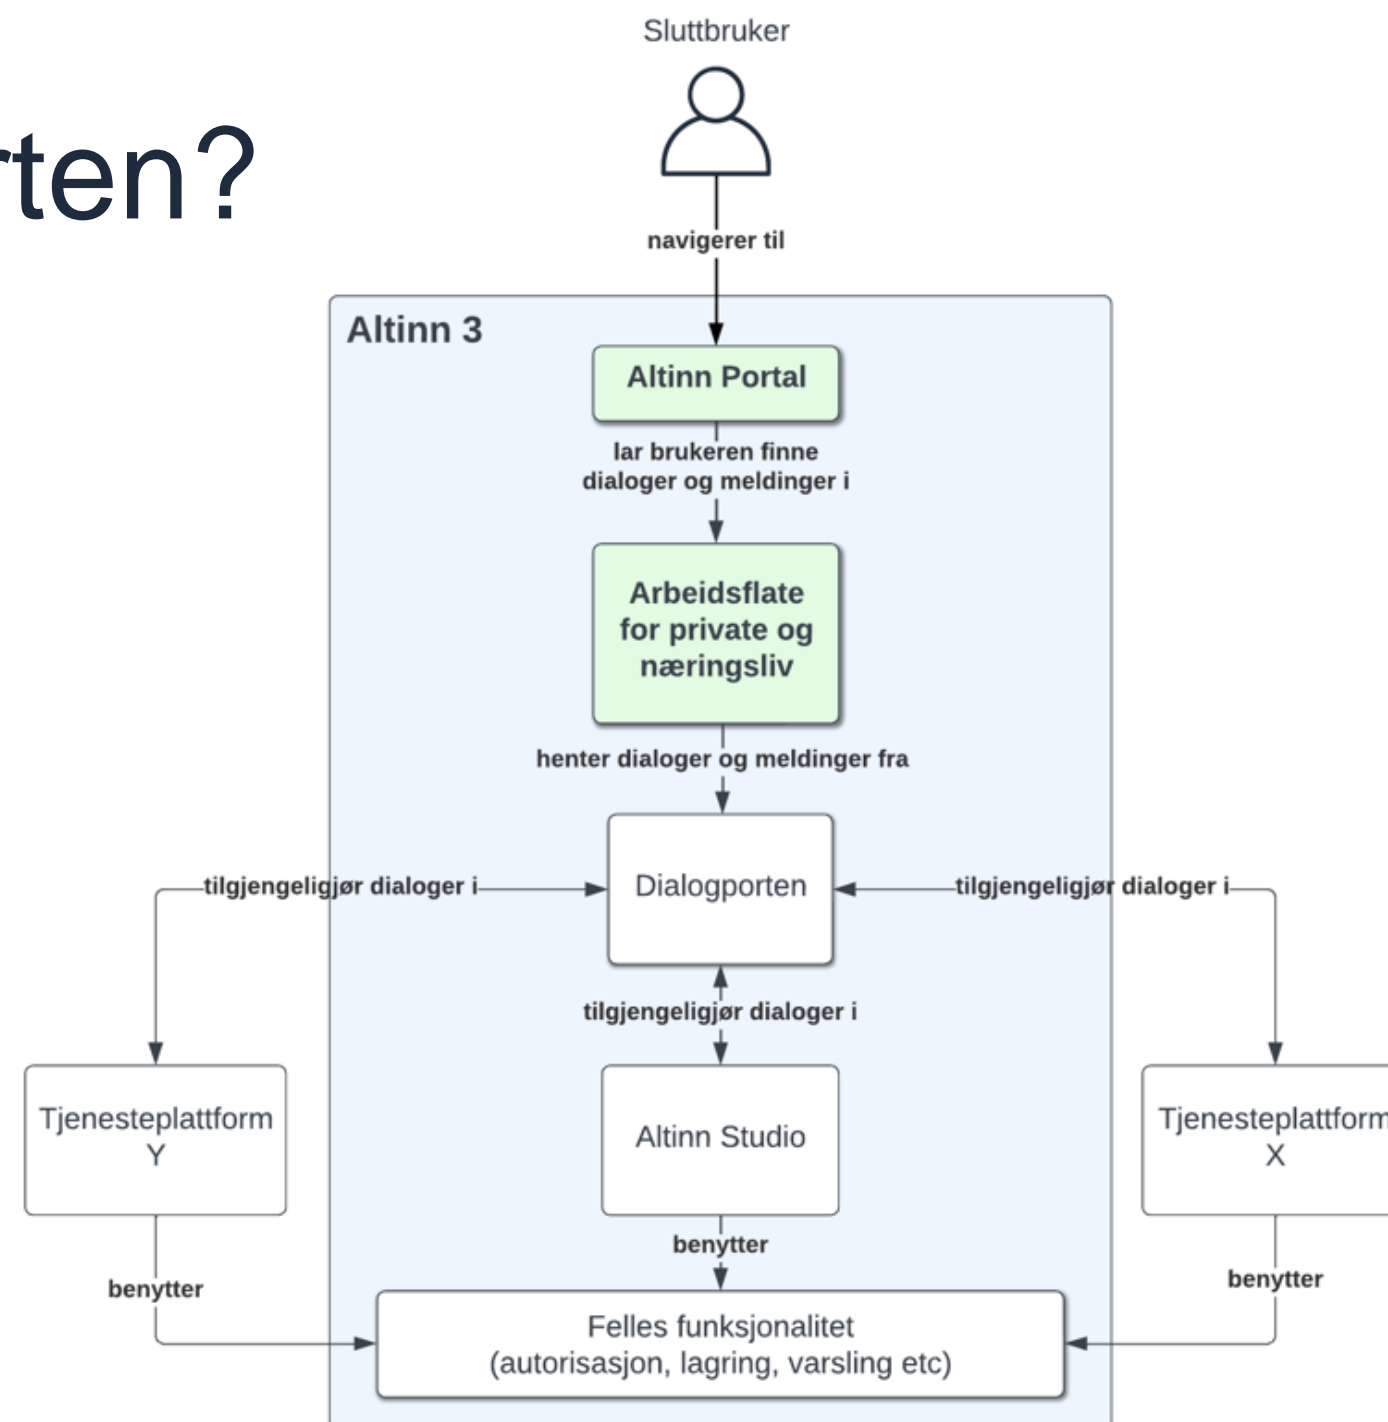 Sluttbruker
rten?
navigerer til
Altinn 3
Altinn Portal
lar brukeren finne
dialoger og meldinger i
Arbeidsflate
for private og
næringsliv
henter dialoger og meldinger fra
tilgjengeligjør dialoger i
Dialogporten
tilgjengeligjør dialoger i
tilgjengeligjør dialoger i
Tjenesteplattform
Y
Altinn Studio
Tjenesteplattform
X
benytter
benytter
benytter
Felles funksjonalitet
(autorisasjon, lagring, varsling etc)